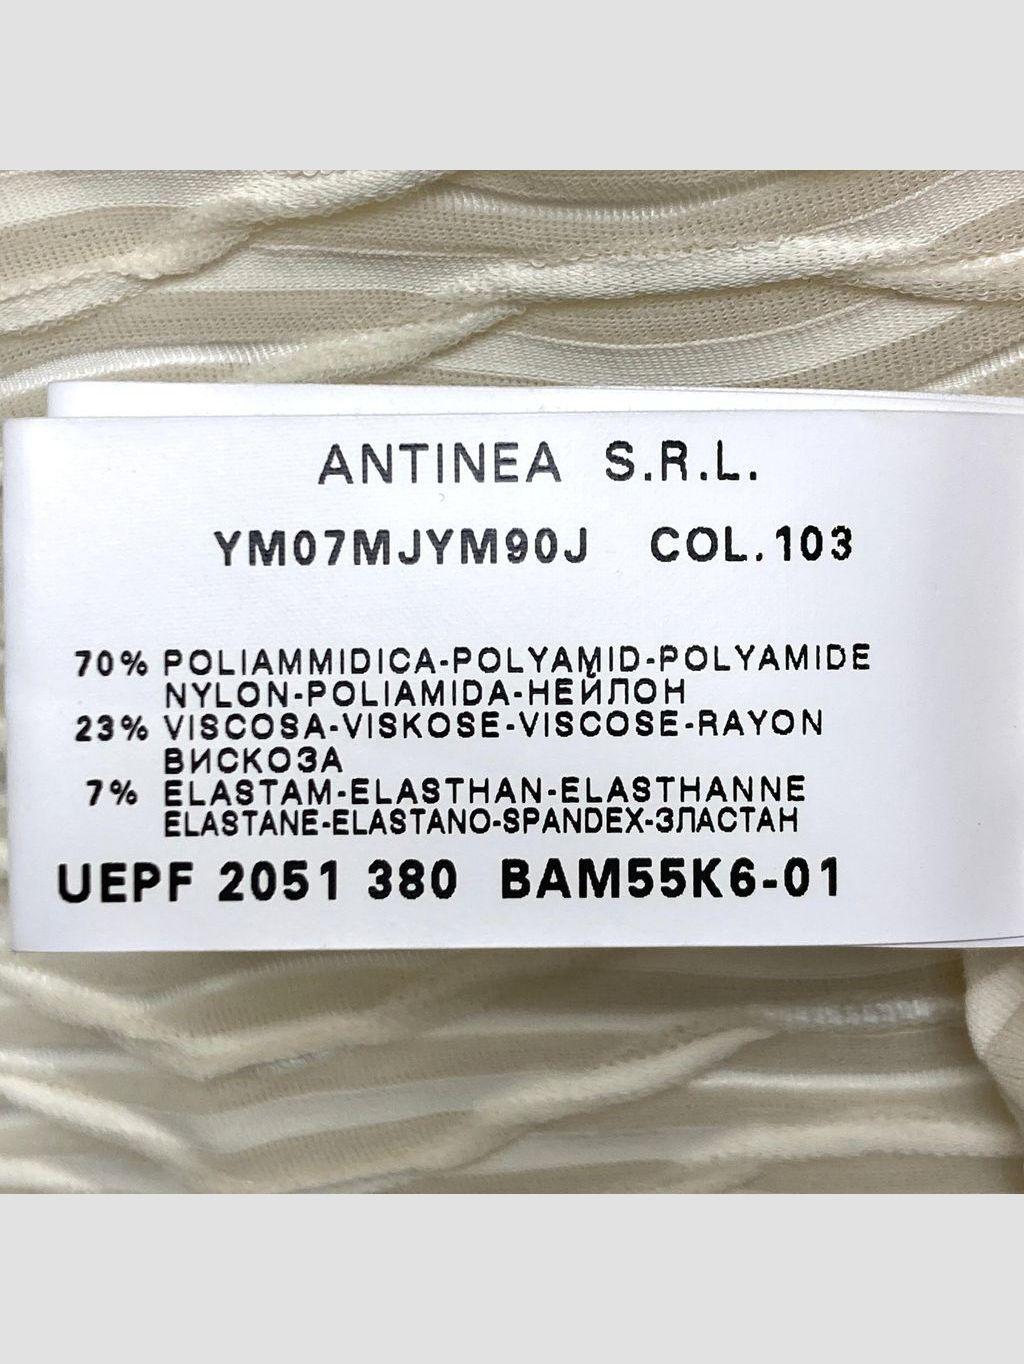 ANTINEA S.R.L.
YM07MJYM90J COL.103
70% POLIAMMIDICA-POLYAMID-POLYAMIDE
NYLON-POLIAMIDA-НЕЙЛОН
23% VISCOSA-VISKOSE-VISCOSE-RAYON
ВИСКОЗА
7% ELASTAM-ELASTHAN-ELASTHANNE
ELASTANE-ELASTANO-SPANDEX-ЗЛАСТАН
UEPF 2051 380 BAM55K6-01